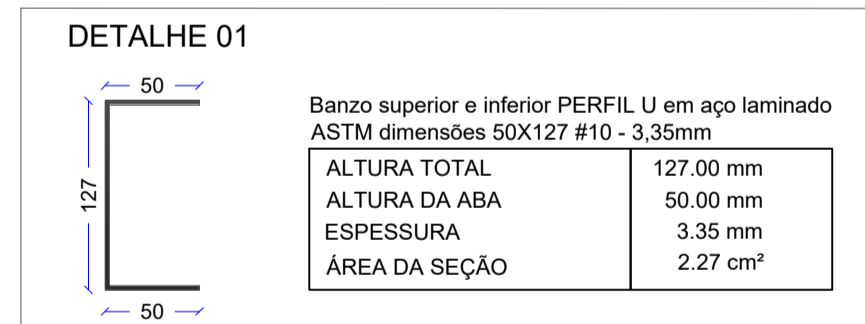 DETALHE 01
50
127
50
Banzo superior e inferior PERFIL U em aço laminado
ASTM dimensões 50X127 #10 - 3,35mm
ALTURA TOTAL 127.00 mm
ALTURA DA ABA 50.00 mm
ESPESSURA 3.35 mm
ÁREA DA SEÇÃO 2.27 cm²